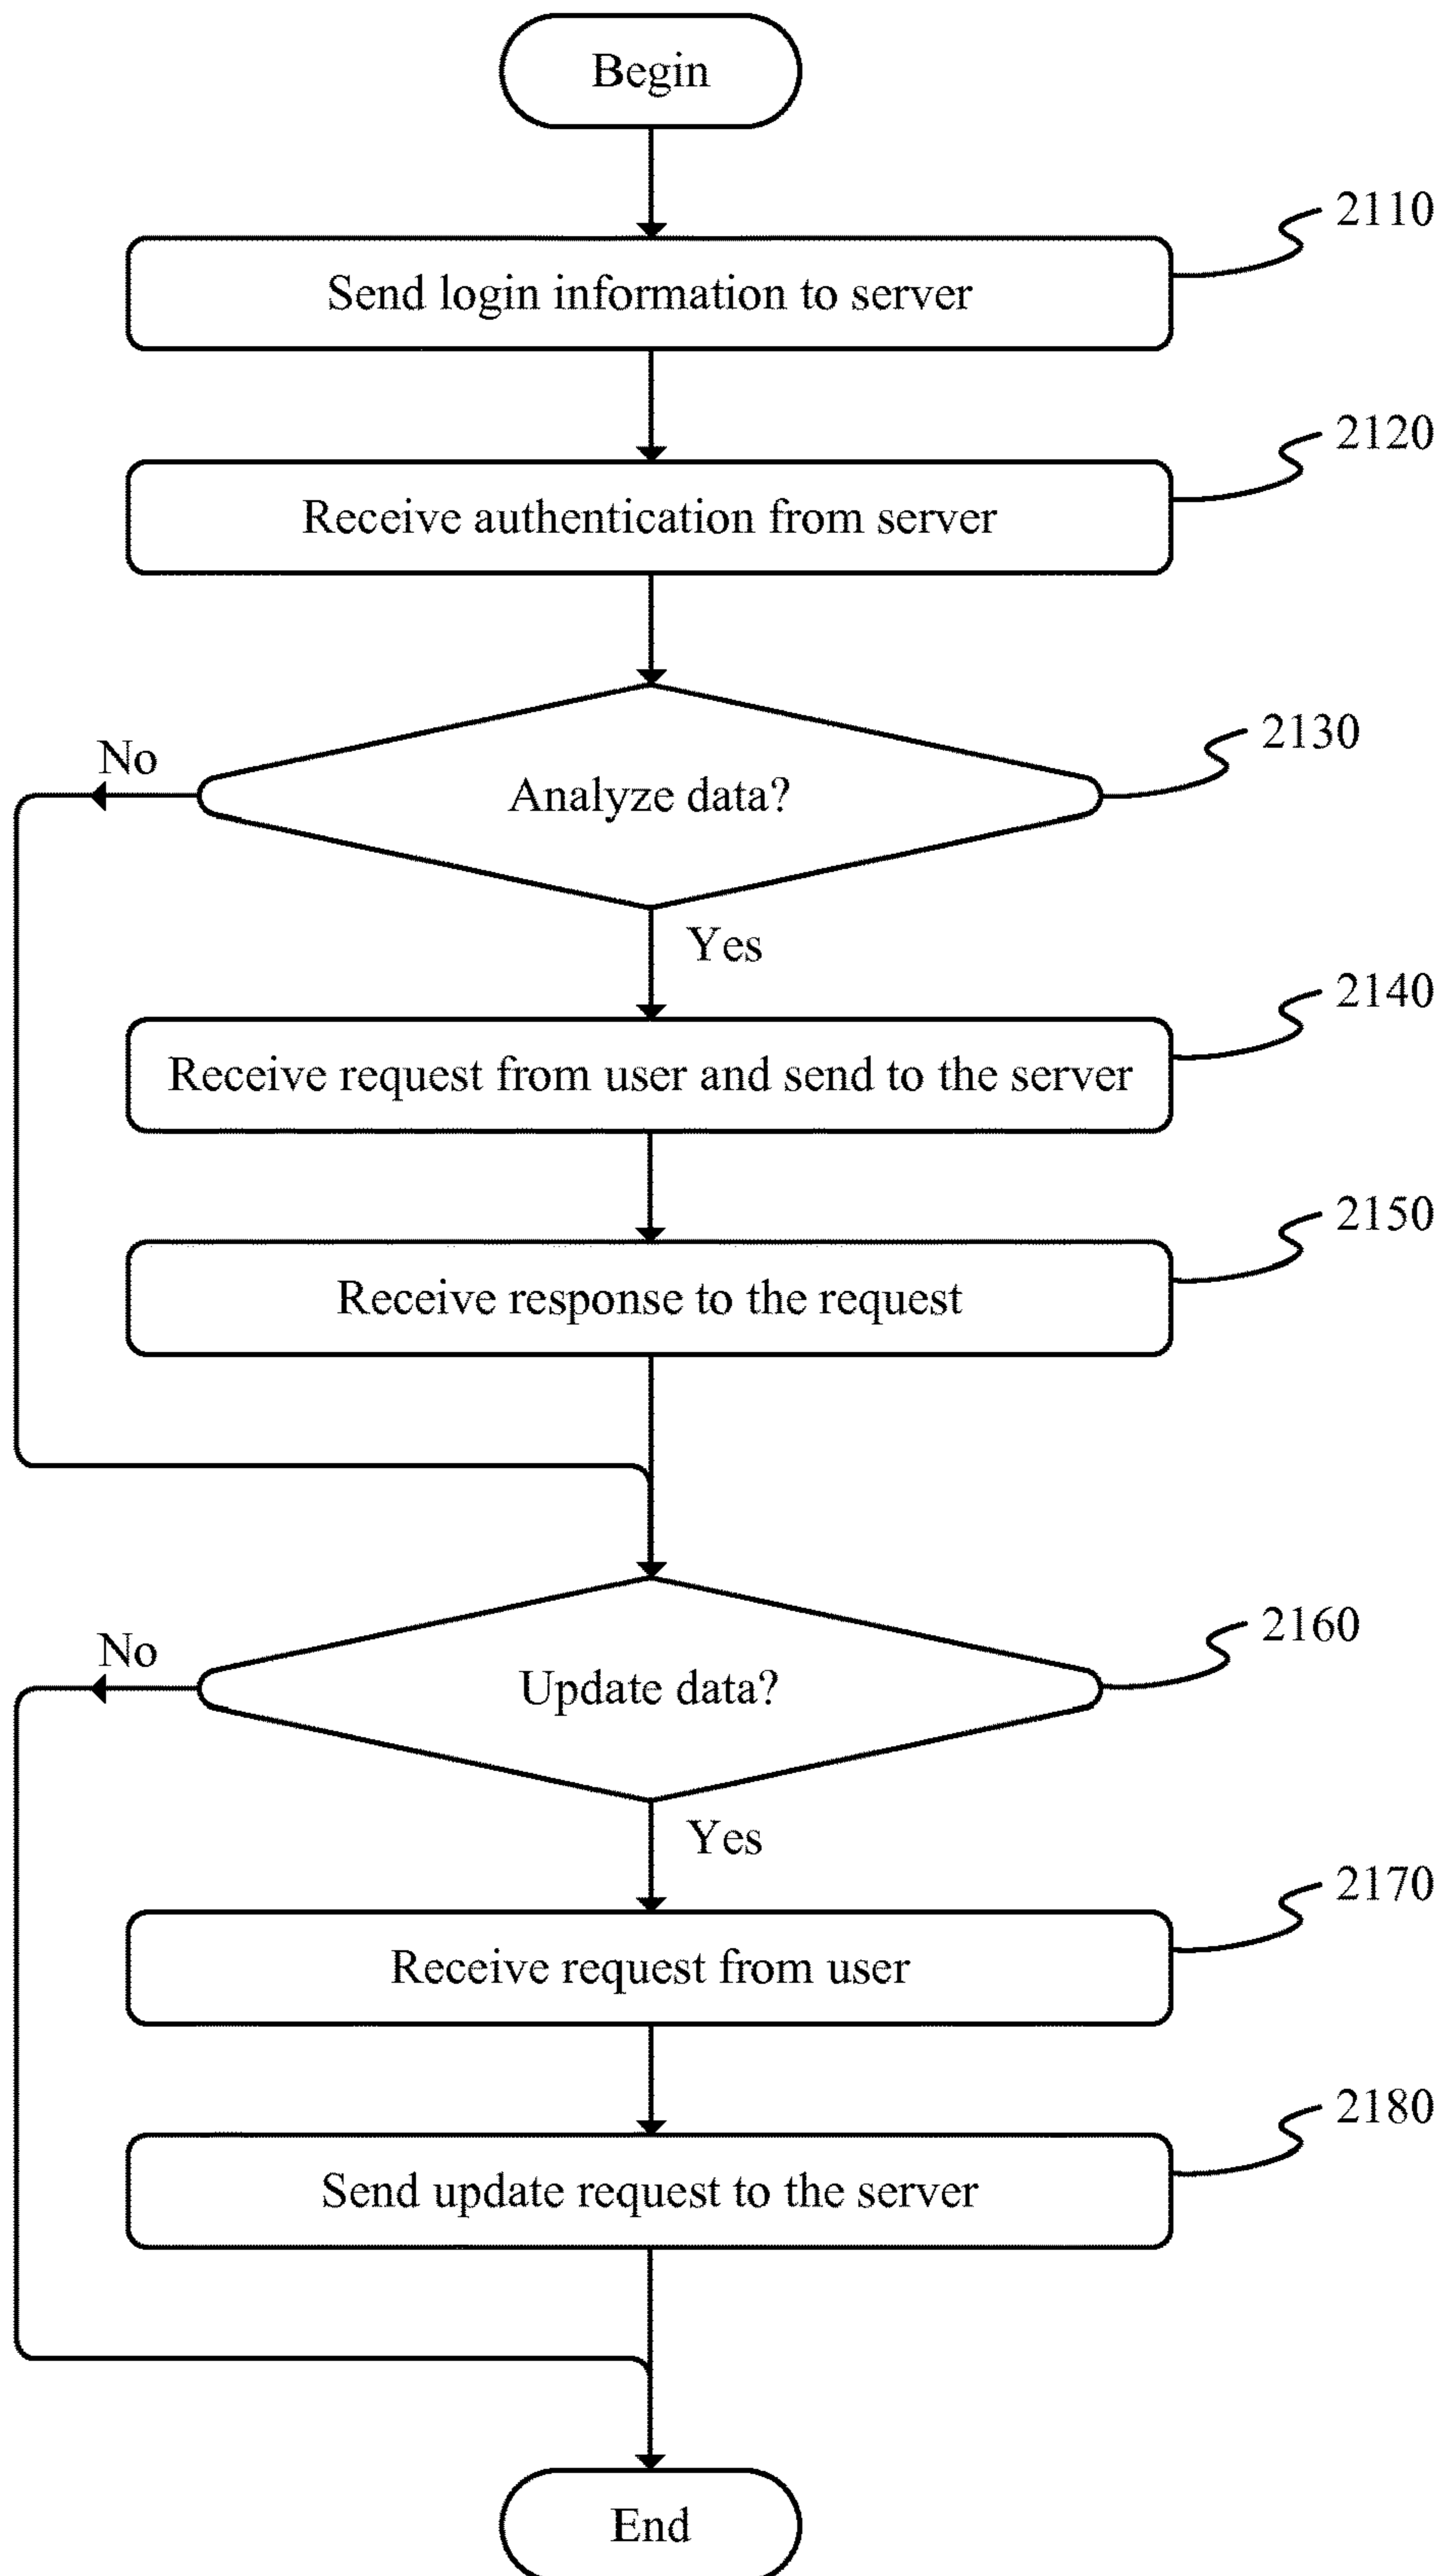 Begin
2110
Send login information to server
2120
Receive authentication from server
2130
No
Analyze data?
Yes
2140
Receive request from user and send to the server
2150
Receive response to the request
2160
No
Update data?
Yes
2170
Receive request from user
2180
Send update request to the server
End